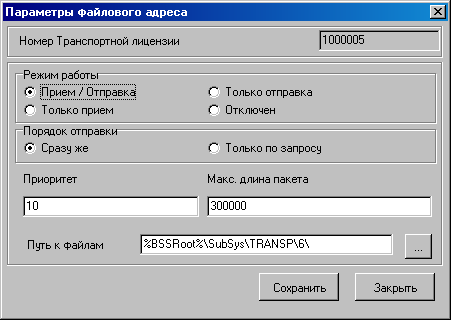 Параметры файлового адреса
Номер Транспортной лицензии 1000005
Режим работы
Прием / Отправка Только отправка
Только прием Отключен
Порядок отправки
Сразу же Только по запросу
Приоритет Макс. длина пакета
10 300000
Путь к файлам %BSSRoot%\SubSys\TRANSP\6\ ...
Сохранить Закрыть